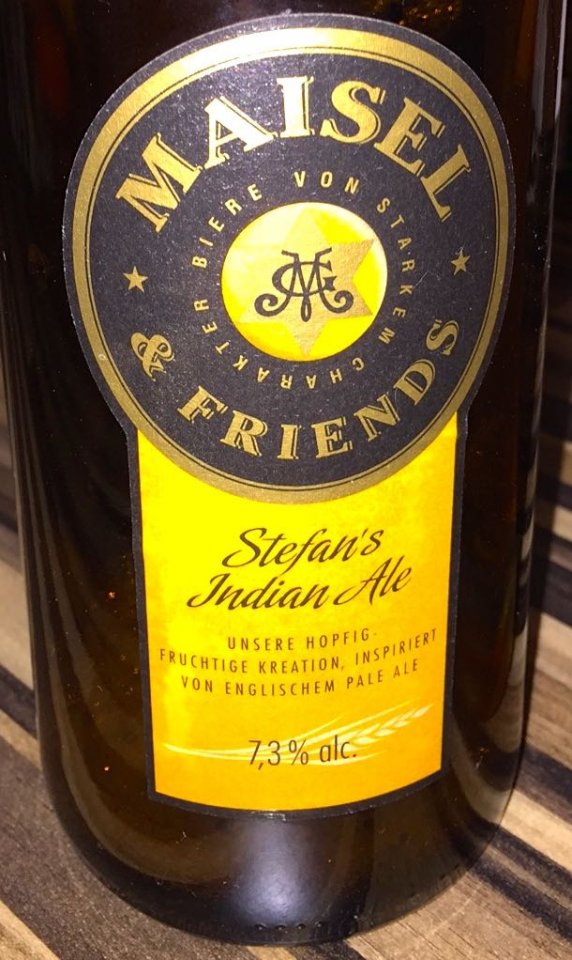 MAISEL
& FRIENDS
BIERE VON STARKEM CHARAKTER
MG
Stefan's
Indian Ale
UNSERE HOPFIG-
FRUCHTIGE KREATION, INSPIRIERT
VON ENGLISCHEM PALE ALE
7,3% alc.